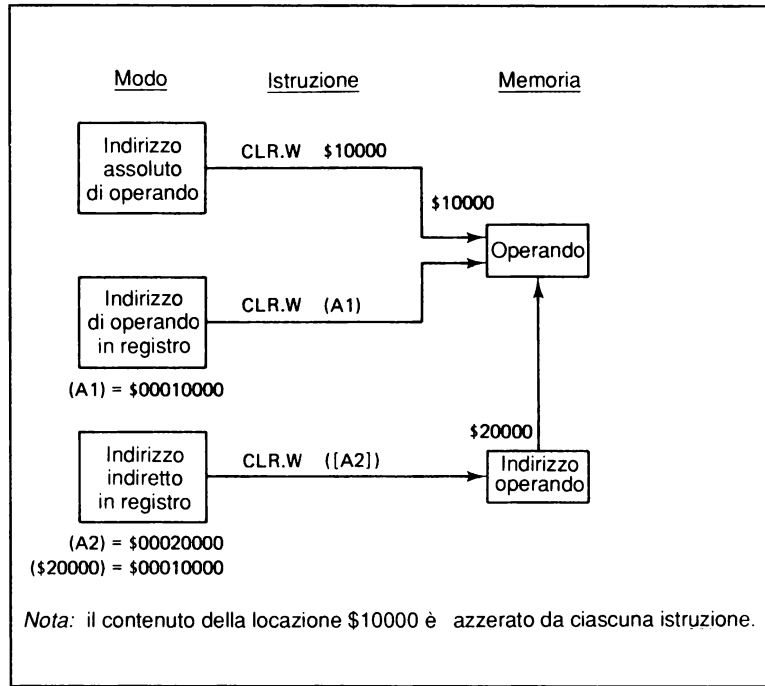 Modo Istruzione Memoria
Indirizzo
assoluto
di operando
CLR.W $10000
$10000
Operando
Indirizzo
di operando
in registro
CLR.W (A1)
(A1) = $00010000
$20000
Indirizzo
indiretto
in registro
CLR.W ([A2])
Indirizzo
operando
(A2) = $00020000
($20000) = $00010000
Nota: il contenuto della locazione $10000 è azzerato da ciascuna istruzione.